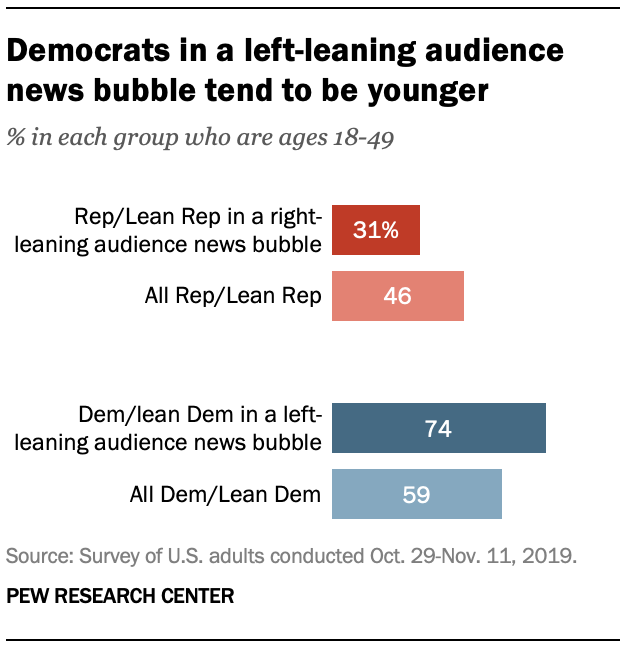 Democrats in a left-leaning audience
news bubble tend to be younger
% in each group who are ages 18-49
Rep/Lean Rep in a right-
leaning audience news bubble
31%
All Rep/Lean Rep
46
Dem/lean Dem in a left-
leaning audience news bubble
74
All Dem/Lean Dem
59
Source: Survey of U.S. adults conducted Oct. 29-Nov. 11, 2019.
PEW RESEARCH CENTER